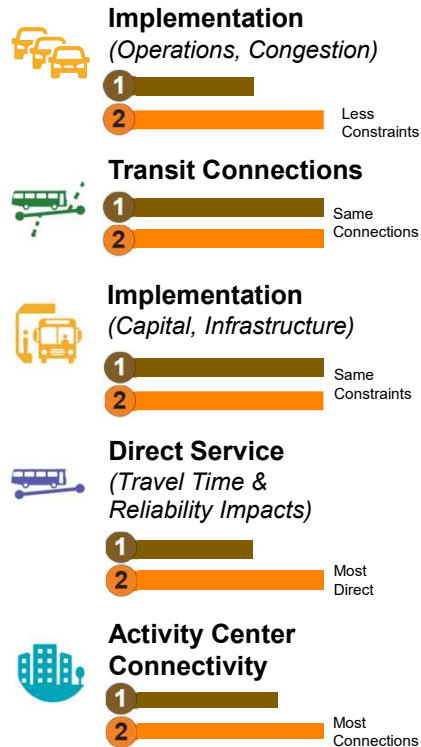 Implementation
(Operations, Congestion)
1
2
Less
Constraints
Transit Connections
1
2
Same
Connections
Implementation
(Capital, Infrastructure)
1
2
Same
Constraints
Direct Service
(Travel Time &
Reliability Impacts)
1
2
Most
Direct
Activity Center
Connectivity
1
2
Most
Connections